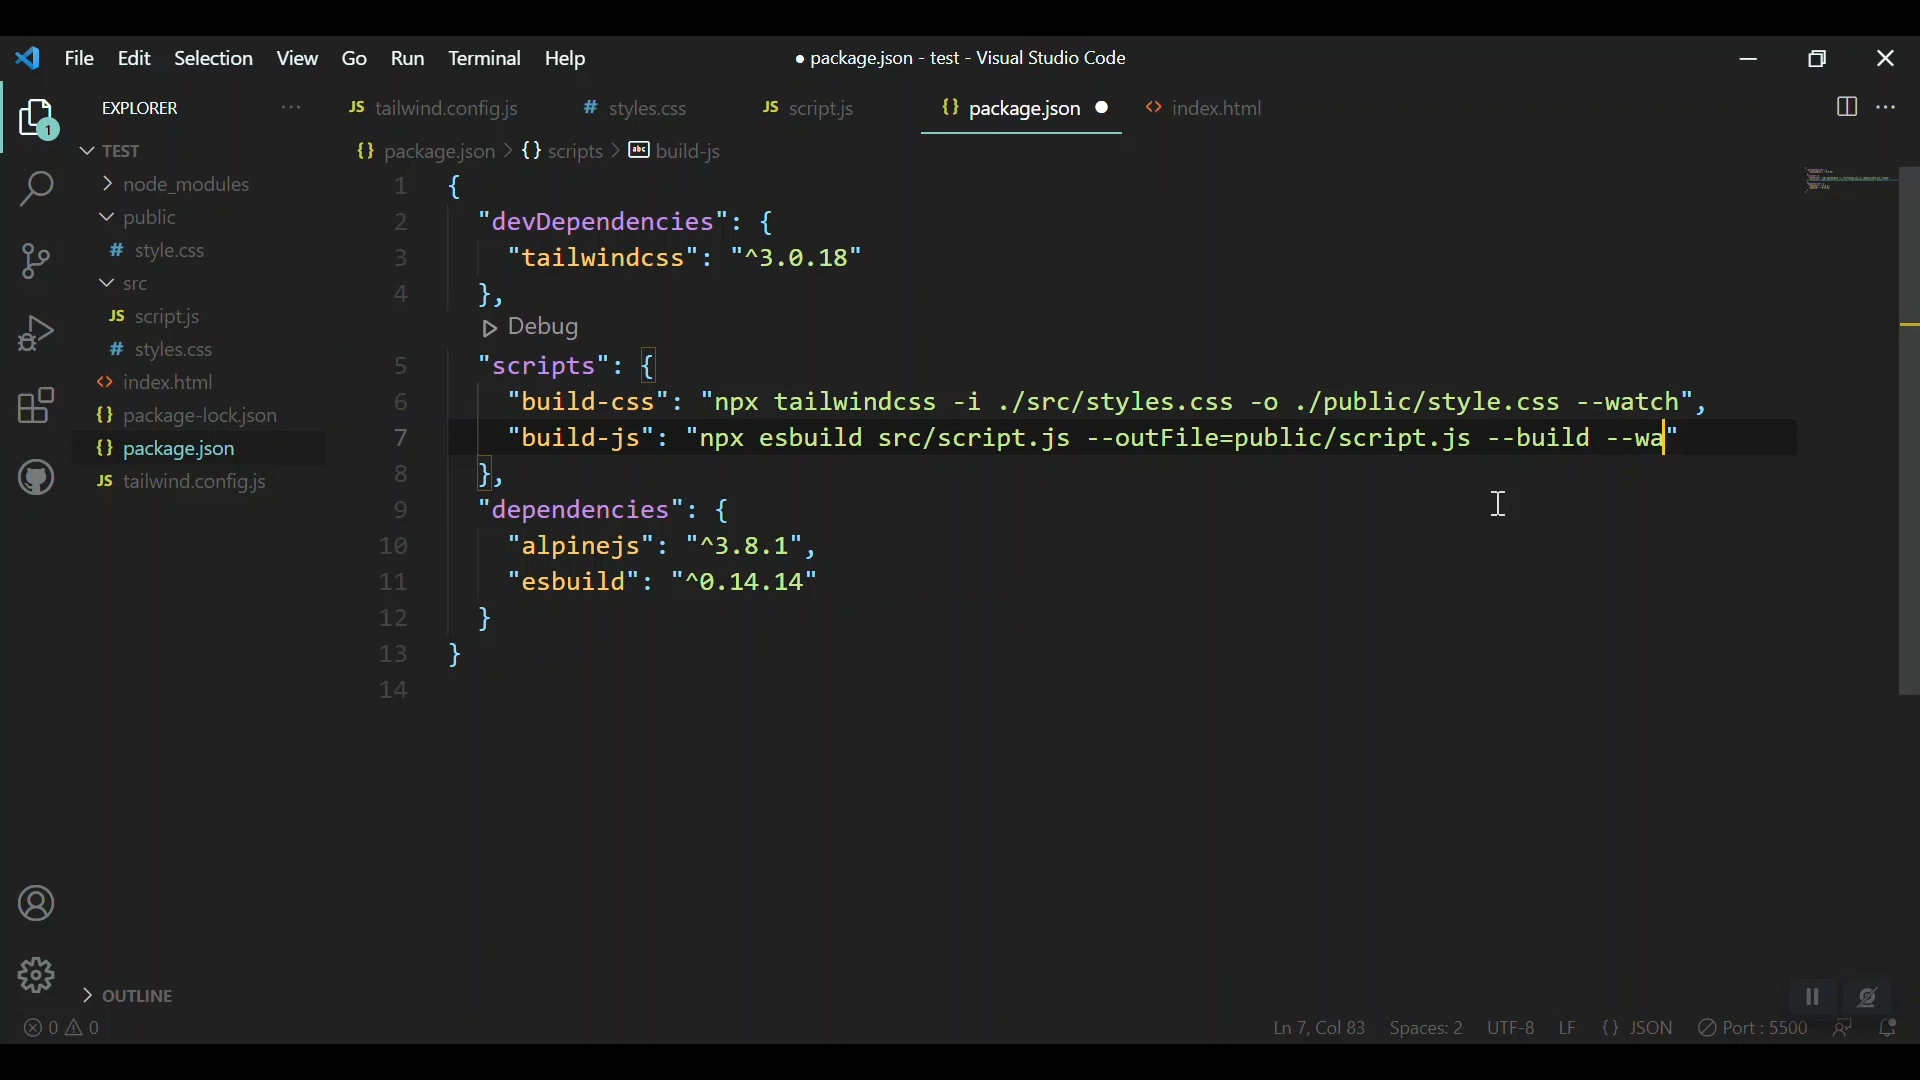 File Edit Selection View Go Run Terminal Help
● package.json - test - Visual Studio Code
EXPLORER
JS tailwind.config.js
# styles.css
JS script.js
{} package.json ●
<> index.html
{} package.json > {} scripts > abc build-js
1
TEST
node_modules
public
# style.css
src
JS script.js
# styles.css
<> index.html
{} package-lock.json
{} package.json
JS tailwind.config.js
1 {
2 "devDependencies": {
3 "tailwindcss": "^3.0.18"
4 },
Debug
5 "scripts": {
6 "build-css": "npx tailwindcss -i ./src/styles.css -o ./public/style.css --watch",
7 "build-js": "npx esbuild src/script.js --outFile=public/script.js --build --wa"
8 },
9 "dependencies": {
10 "alpinejs": "^3.8.1",
11 "esbuild": "^0.14.14"
12 }
13 }
14
OUTLINE
0 0
Ln 7, Col 83 Spaces: 2 UTF-8 LF {} JSON Port : 5500